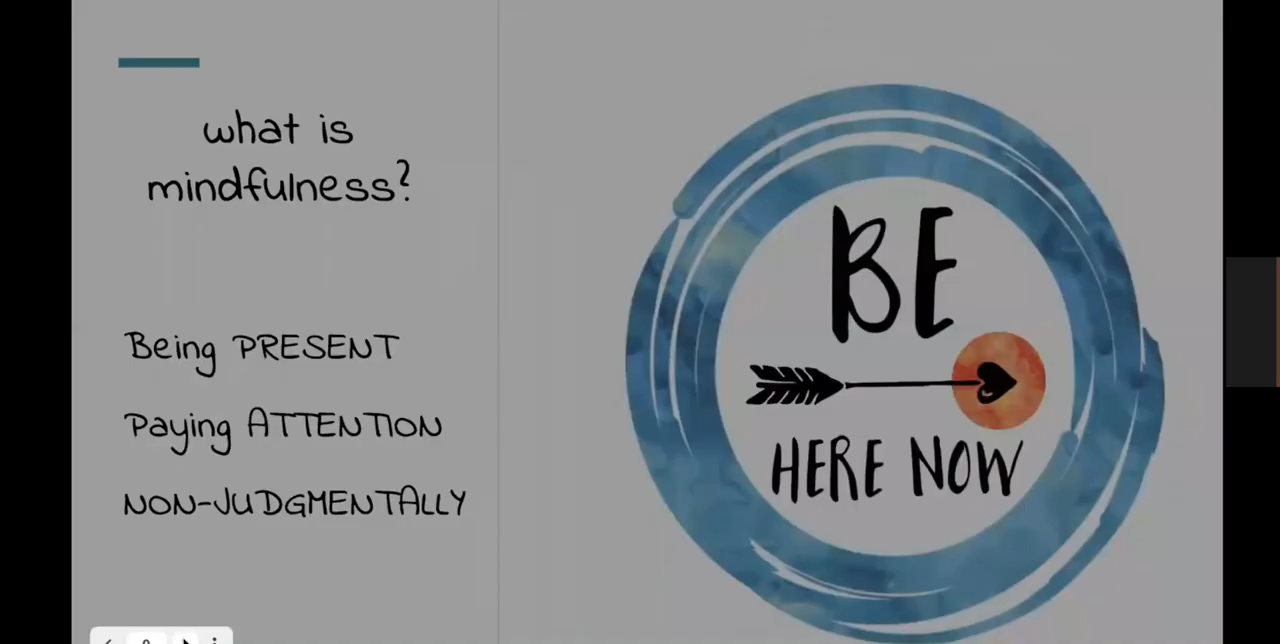 what is
mindfulness?
Being PRESENT
Paying ATTENTION
NON-JUDGMENTALLY
BE
HERE NOW